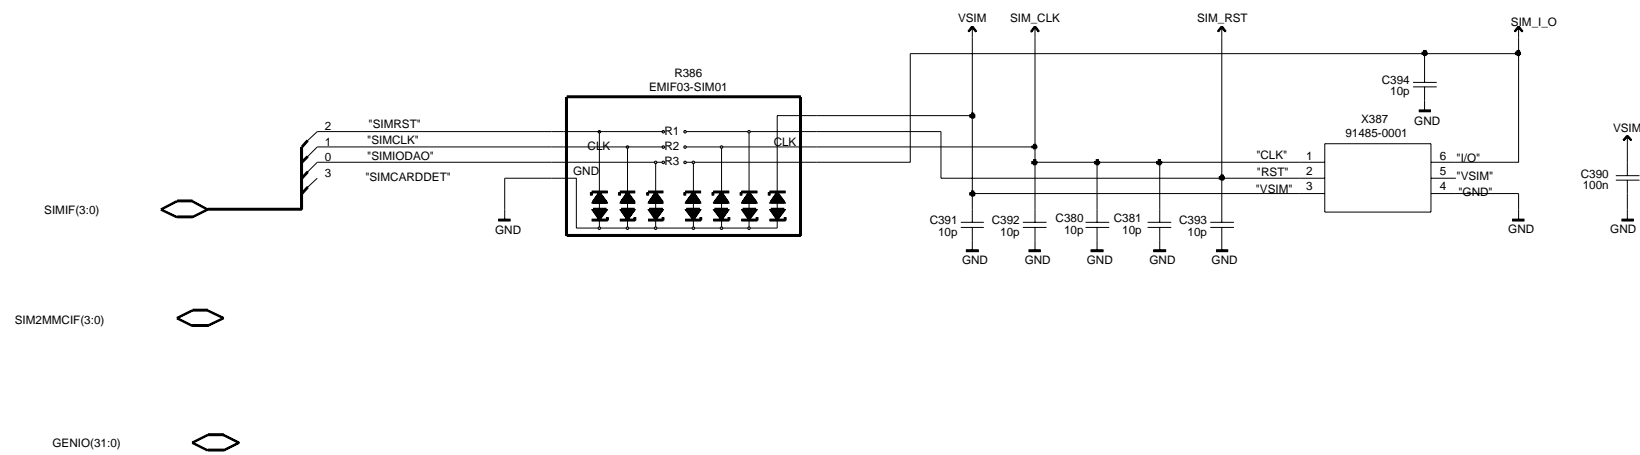 VSIM
SIM_CLK
SIM_RST
SIM_I_O
R386
EMIF03-SIM01
C394
10p
GND
X387
91485-0001
VSIM
2 "SIMRST"
1 "SIMCLK"
0 "SIMIODAO"
3 "SIMCARDDET"
R1
CLK R2 CLK
R3
GND
"CLK" 1
"RST" 2
"VSIM" 3
6 "I/O"
5 "VSIM"
4 "GND"
C390
100n
SIMIF(3:0)
GND
C391
10p
C392
10p
C380
10p
C381
10p
C393
10p
GND
GND
GND
GND
GND
GND
GND
SIM2MMCIF(3:0)
GENIO(31:0)